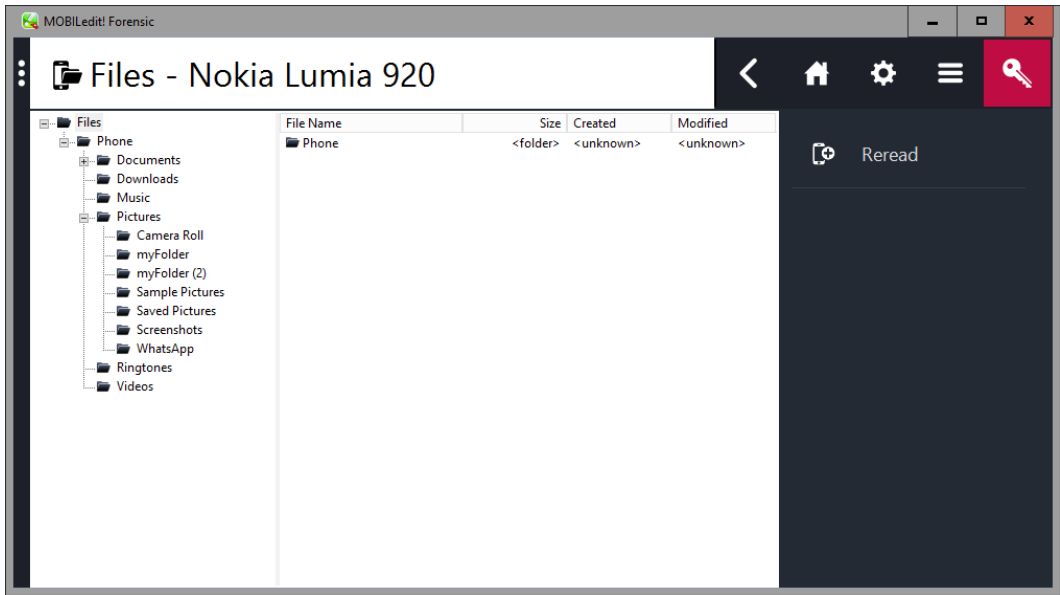 MOBILedit! Forensic
Files - Nokia Lumia 920
Files
Phone
Documents
Downloads
Music
Pictures
Camera Roll
myFolder
myFolder (2)
Sample Pictures
Saved Pictures
Screenshots
WhatsApp
Ringtones
Videos
File Name Size Created Modified
Phone <folder> <unknown> <unknown>
Reread